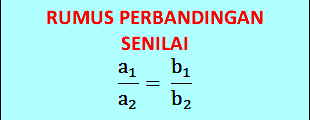 RUMUS PERBANDINGAN
SENILAI
a₁/a₂ = b₁/b₂